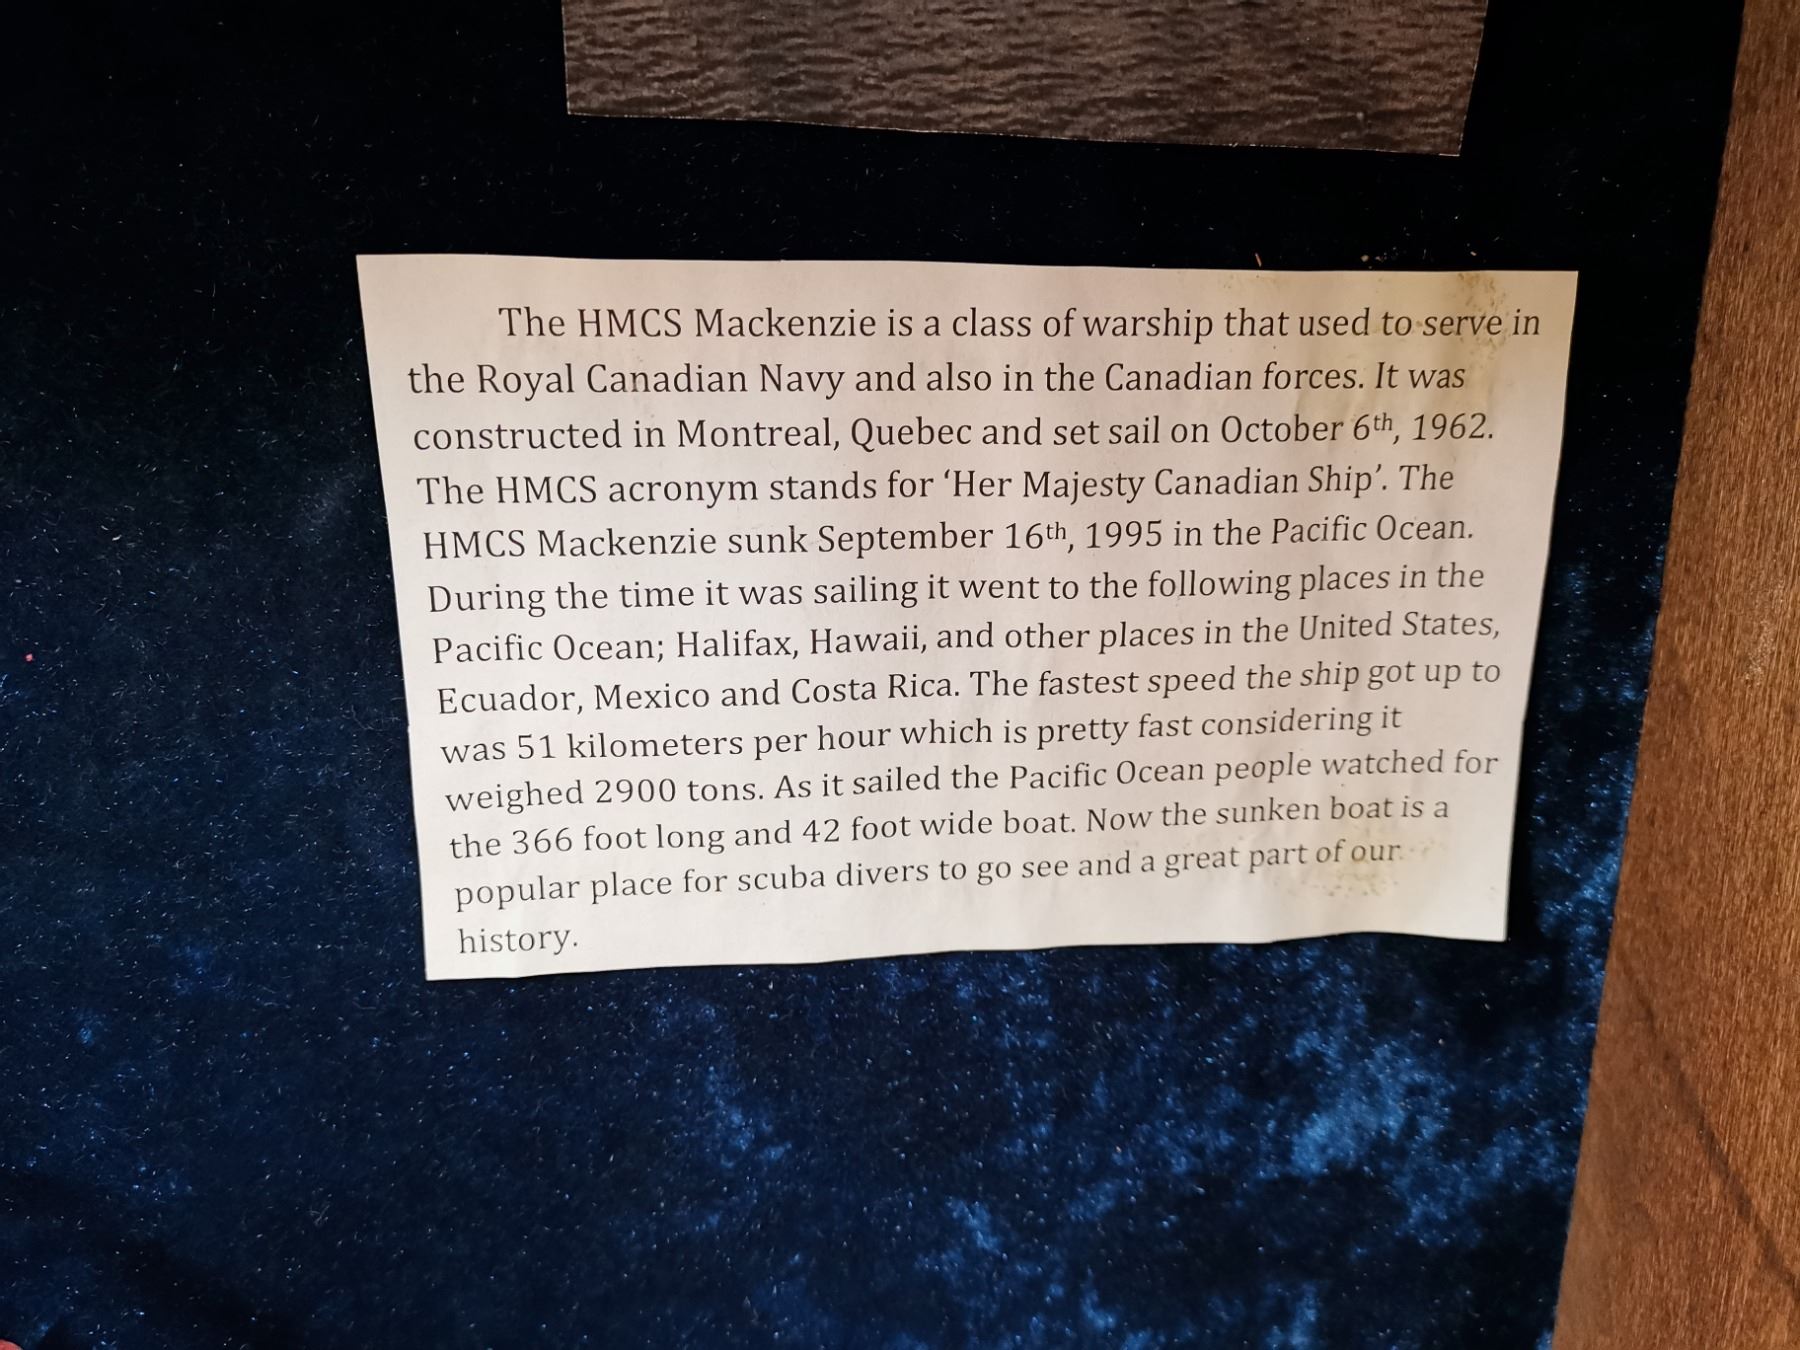 The HMCS Mackenzie is a class of warship that used to serve in
the Royal Canadian Navy and also in the Canadian forces. It was
constructed in Montreal, Quebec and set sail on October 6th, 1962.
The HMCS acronym stands for ‘Her Majesty Canadian Ship’. The
HMCS Mackenzie sunk September 16th, 1995 in the Pacific Ocean.
During the time it was sailing it went to the following places in the
Pacific Ocean; Halifax, Hawaii, and other places in the United States,
Ecuador, Mexico and Costa Rica. The fastest speed the ship got up to
was 51 kilometers per hour which is pretty fast considering it
weighed 2900 tons. As it sailed the Pacific Ocean people watched for
the 366 foot long and 42 foot wide boat. Now the sunken boat is a
popular place for scuba divers to go see and a great part of our
history.